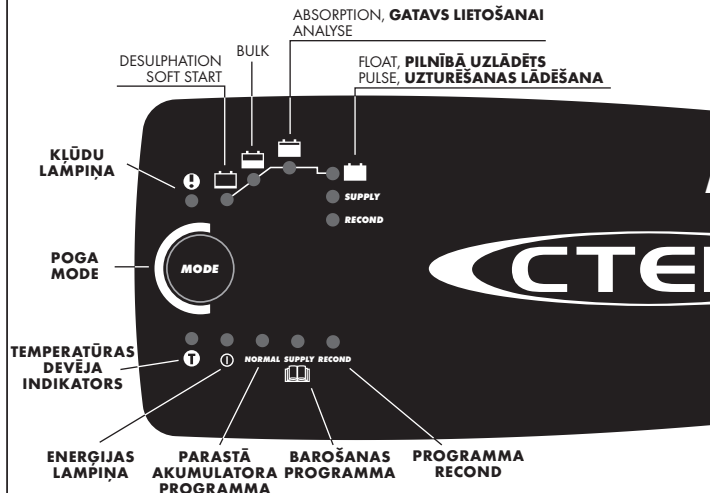 ABSORPTION, GATAVS LIETOŠANAI
ANALYSE
BULK
DESULPHATION
SOFT START
FLOAT, PILNĪBĀ UZLĀDĒTS
PULSE, UZTURĒŠANAS LĀDĒŠANA
KĻŪDU
LAMPIŅA
SUPPLY
RECOND
POGA
MODE
MODE
CTE
TEMPERATŪRAS
DEVĒJA
INDIKATORS
T
NORMAL SUPPLY RECOND
ENERĢIJAS
LAMPIŅA
PARASTĀ
AKUMULATORA
PROGRAMMA
BAROŠANAS
PROGRAMMA
PROGRAMMA
RECOND